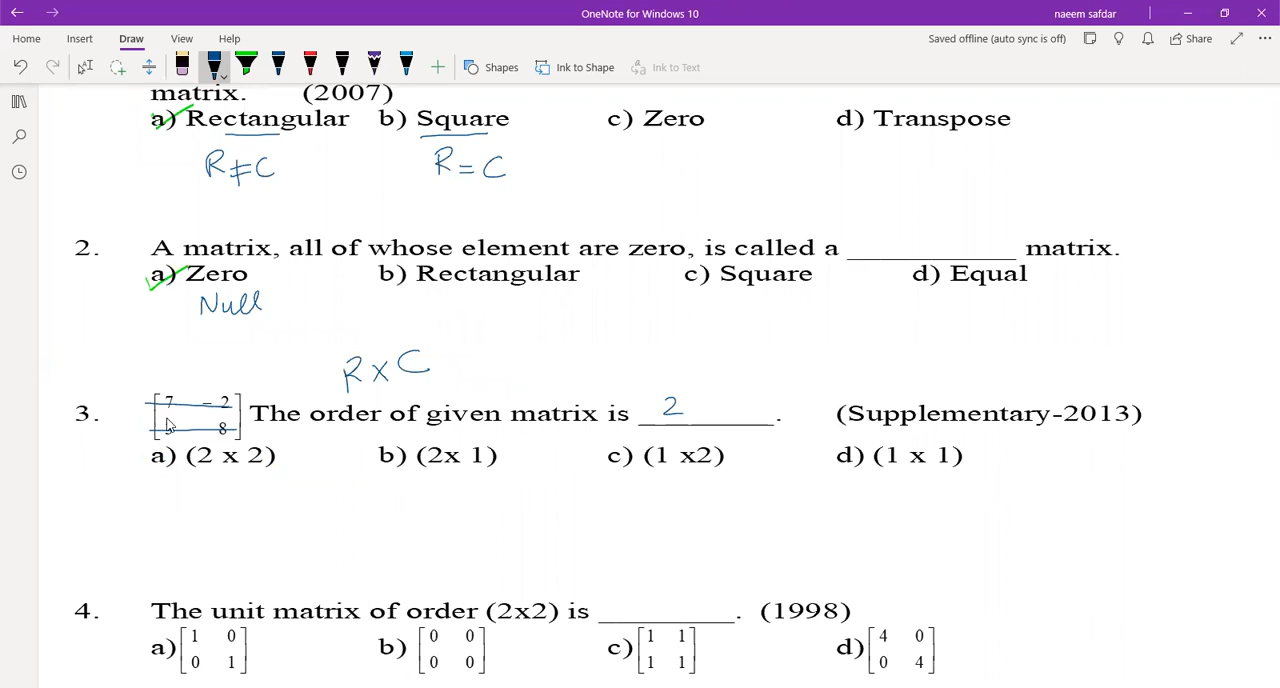 OneNote for Windows 10
naeem safdar
Home Insert Draw View Help
Saved offline (auto sync is off)
Share
Shapes
Ink to Shape
Ink to Text
matrix. (2007)
a) Rectangular b) Square c) Zero d) Transpose
R ≠ C R = C
2. A matrix, all of whose element are zero, is called a ____________ matrix.
a) Zero b) Rectangular c) Square d) Equal
Null
R x C
7 - 2
3. The order of given matrix is 2 __________. (Supplementary-2013)
8
a) (2 x 2) b) (2x 1) c) (1 x2) d) (1 x 1)
4. The unit matrix of order (2x2) is __________. (1998)
a) [1 0 b) [0 0 c) [1 1 d) [4 0
0 1] 0 0] 1 1] 0 4]